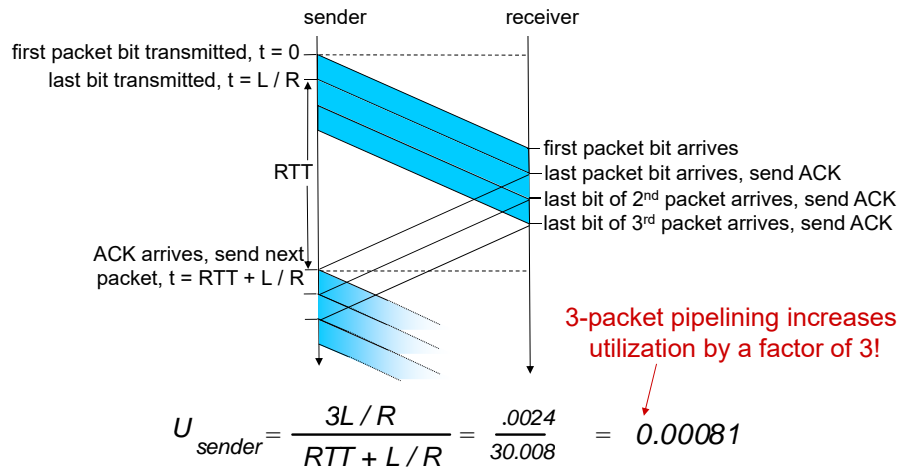 sender
receiver
first packet bit transmitted, t = 0
last bit transmitted, t = L / R
RTT
first packet bit arrives
last packet bit arrives, send ACK
last bit of 2nd packet arrives, send ACK
last bit of 3rd packet arrives, send ACK
ACK arrives, send next
packet, t = RTT + L / R
3-packet pipelining increases
utilization by a factor of 3!
U sender = 3L / R / RTT + L / R = .0024 / 30.008 = 0.00081